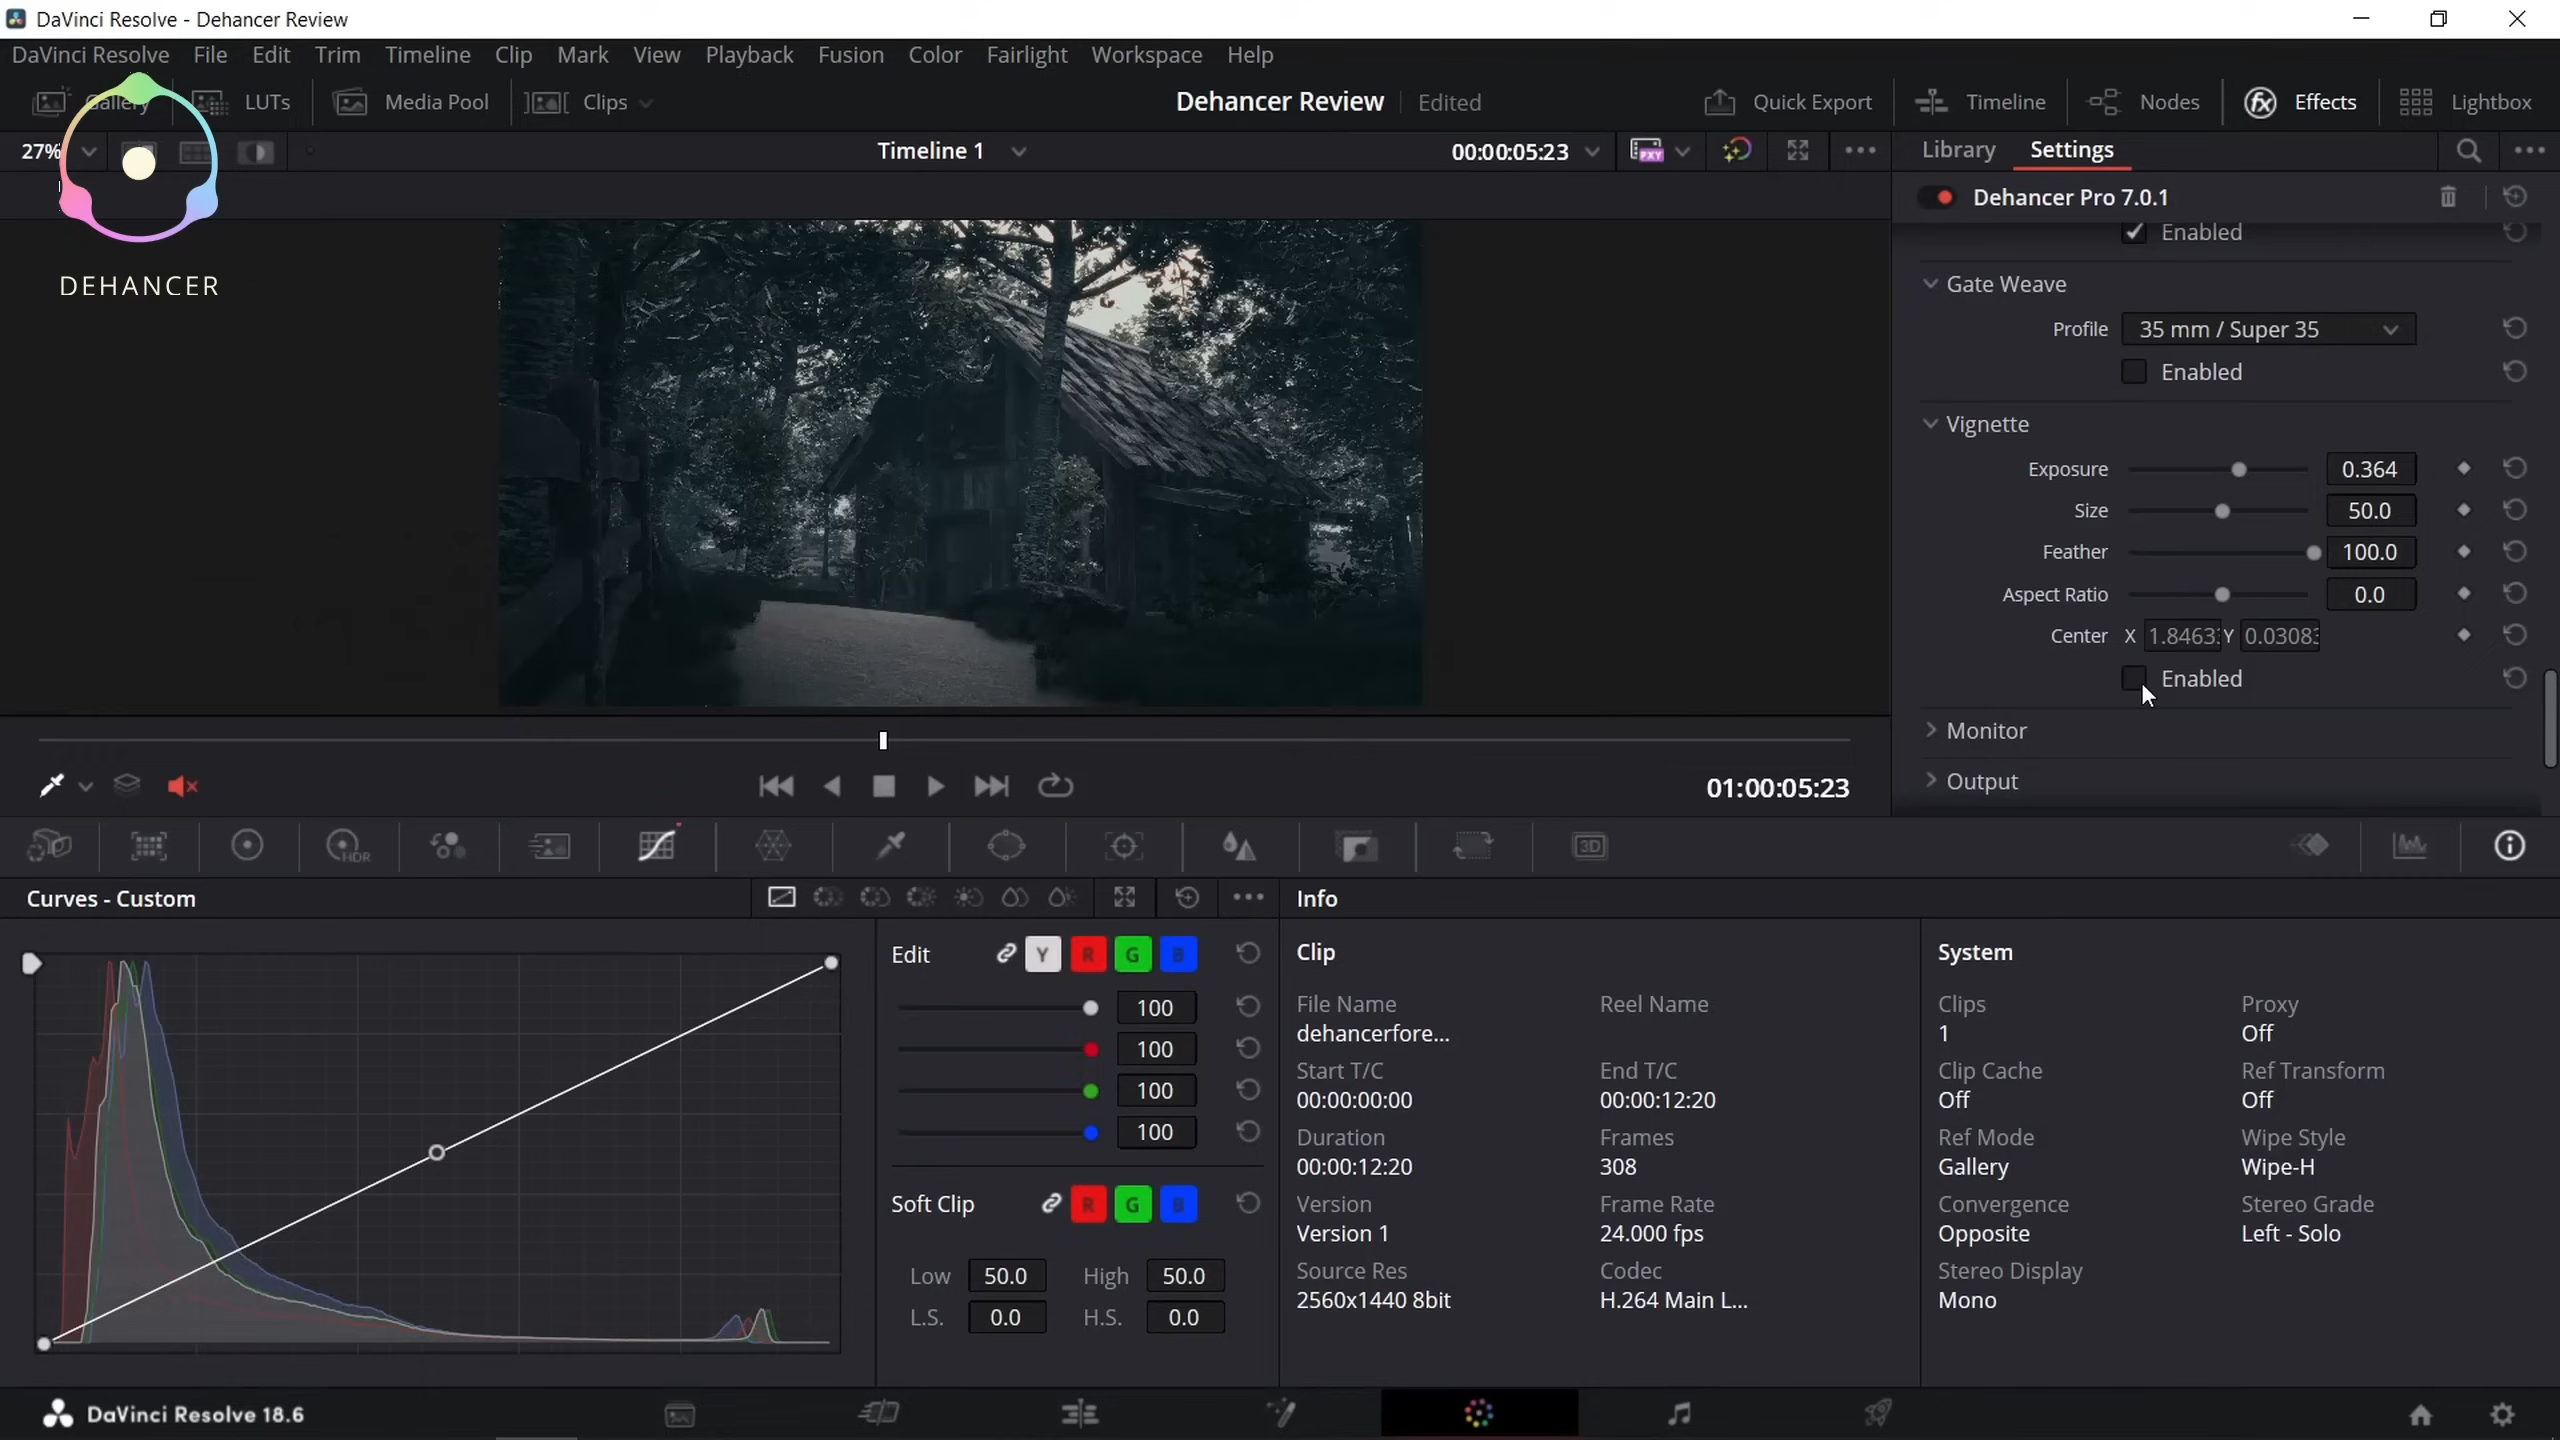 DaVinci Resolve - Dehancer Review
DaVinci Resolve File Edit Trim Timeline Clip Mark View Playback Fusion Color Fairlight Workspace Help
Gallery LUTs Media Pool Clips Dehancer Review Edited Quick Export Timeline Nodes Effects Lightbox
27% Timeline 1 00:00:05:23 PXY Library Settings
DEHANCER
Dehancer Pro 7.0.1
Enabled
Gate Weave
Profile 35 mm / Super 35
Enabled
Vignette
Exposure 0.364
Size 50.0
Feather 100.0
Aspect Ratio 0.0
Center X 1.8463 Y 0.0308
Enabled
Monitor
Output
01:00:05:23
HDR 3D
Curves - Custom
Edit Y R G B
100
100
100
100
Soft Clip R G B
Low 50.0 High 50.0
L.S. 0.0 H.S. 0.0
Info
Clip
File Name Reel Name
dehancerfore...
Start T/C End T/C
00:00:00:00 00:00:12:20
Duration Frames
00:00:12:20 308
Version Frame Rate
Version 1 24.000 fps
Source Res Codec
2560x1440 8bit H.264 Main L...
System
Clips Proxy
1 Off
Clip Cache Ref Transform
Off Off
Ref Mode Wipe Style
Gallery Wipe-H
Convergence Stereo Grade
Opposite Left - Solo
Stereo Display
Mono
DaVinci Resolve 18.6